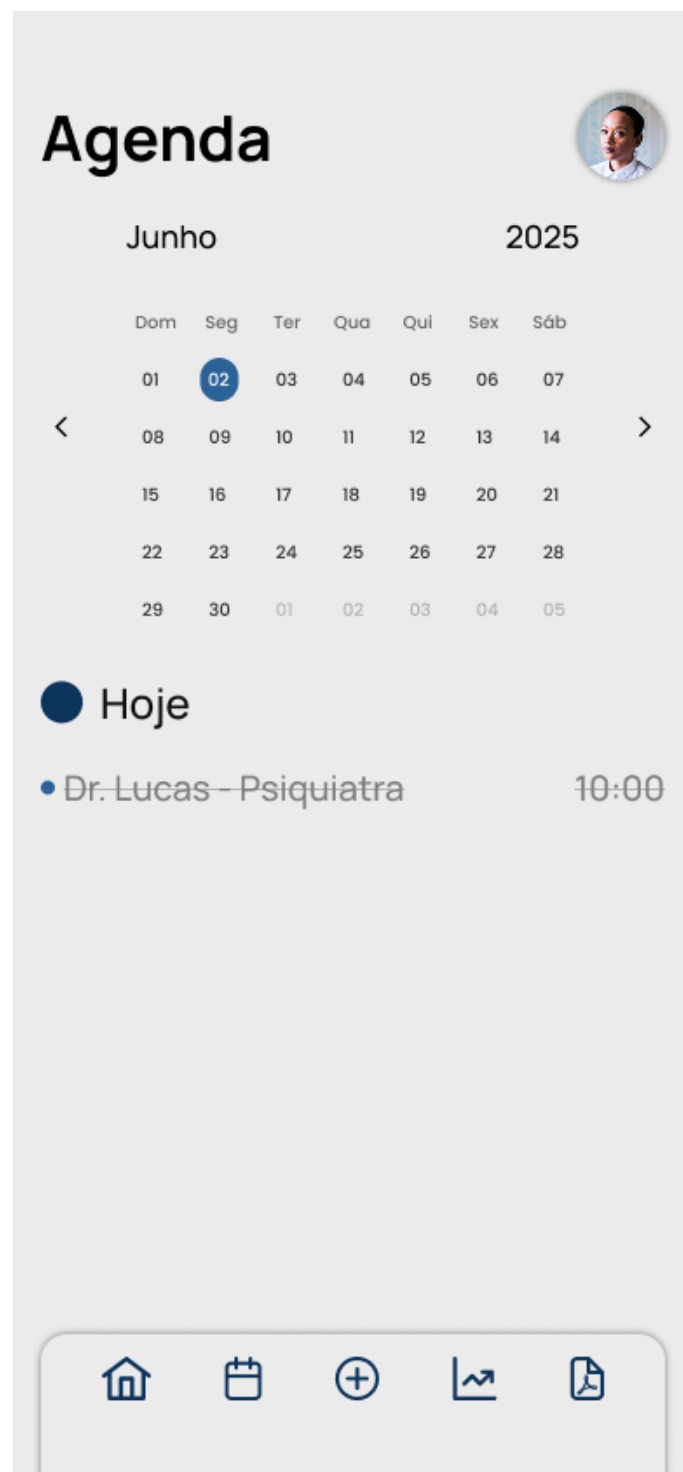 Agenda
Junho 2025
Dom Seg Ter Qua Qui Sex Sáb
01 02 03 04 05 06 07
08 09 10 11 12 13 14
15 16 17 18 19 20 21
22 23 24 25 26 27 28
29 30 01 02 03 04 05
Hoje
Dr. Lucas - Psiquiatra 10:00